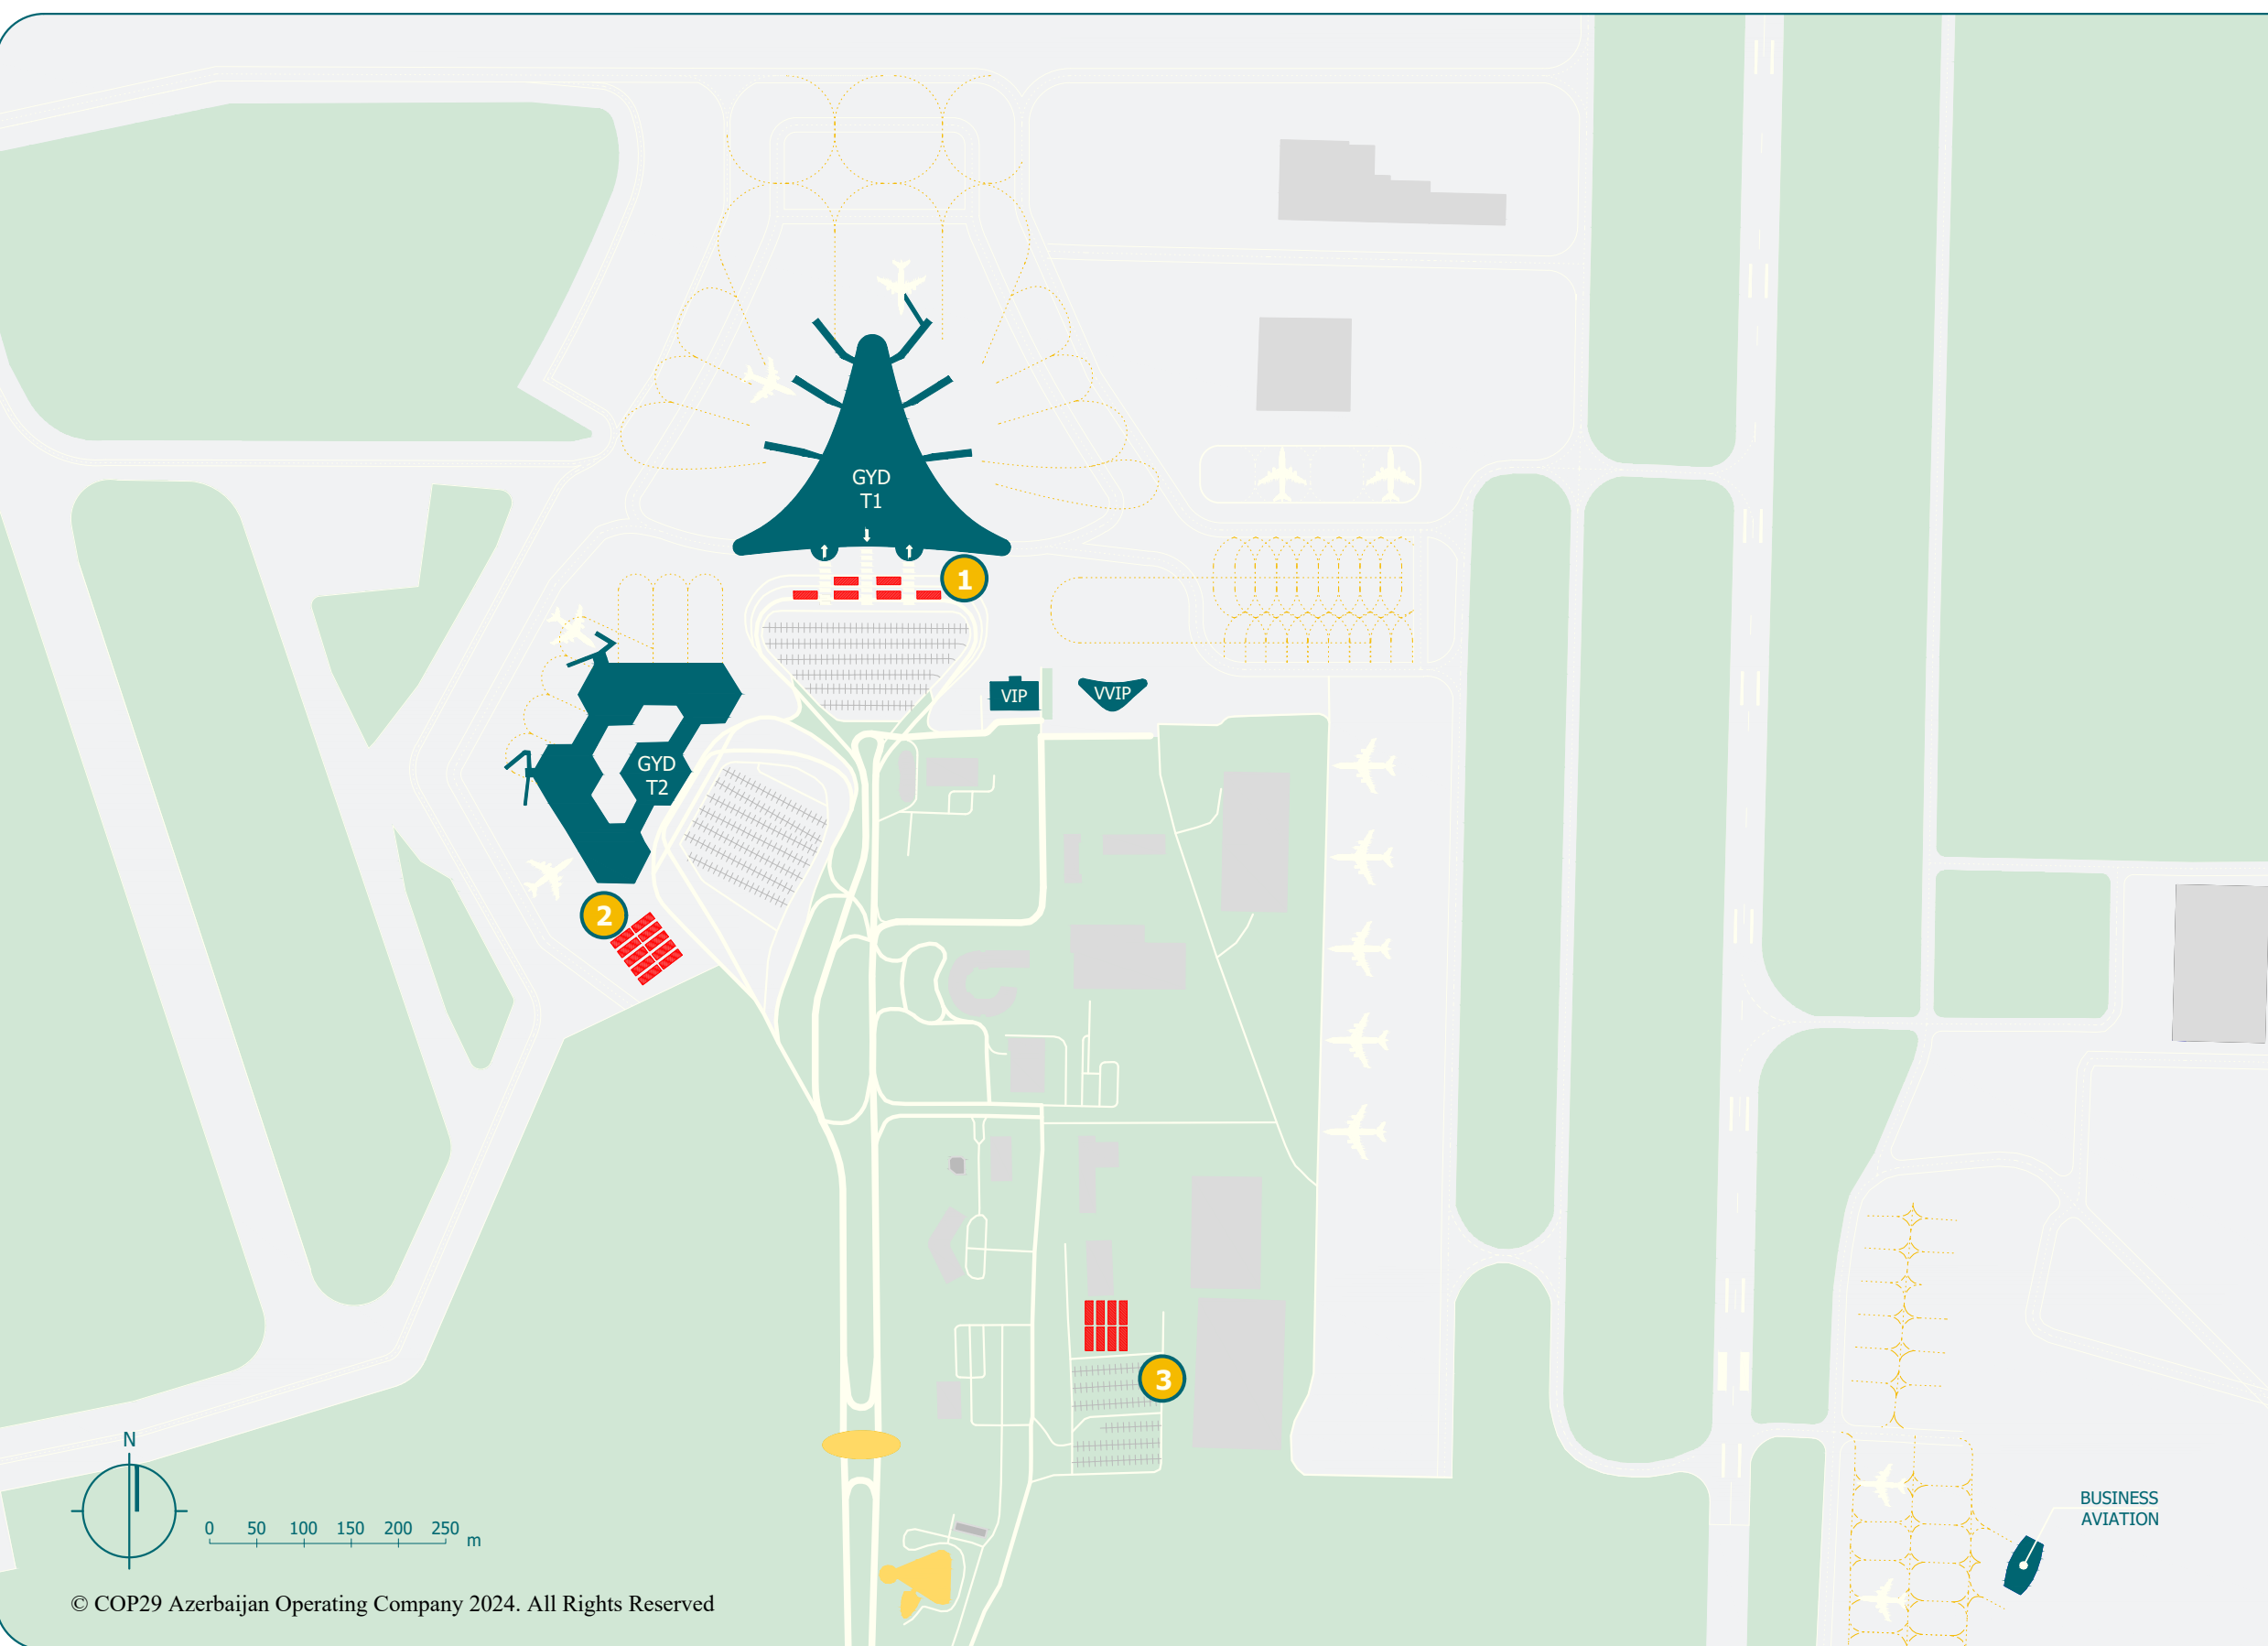 GYD
T1
1
VIP
VVIP
GYD
T2
2
3
N
0 50 100 150 200 250 m
BUSINESS
AVIATION
© COP29 Azerbaijan Operating Company 2024. All Rights Reserved